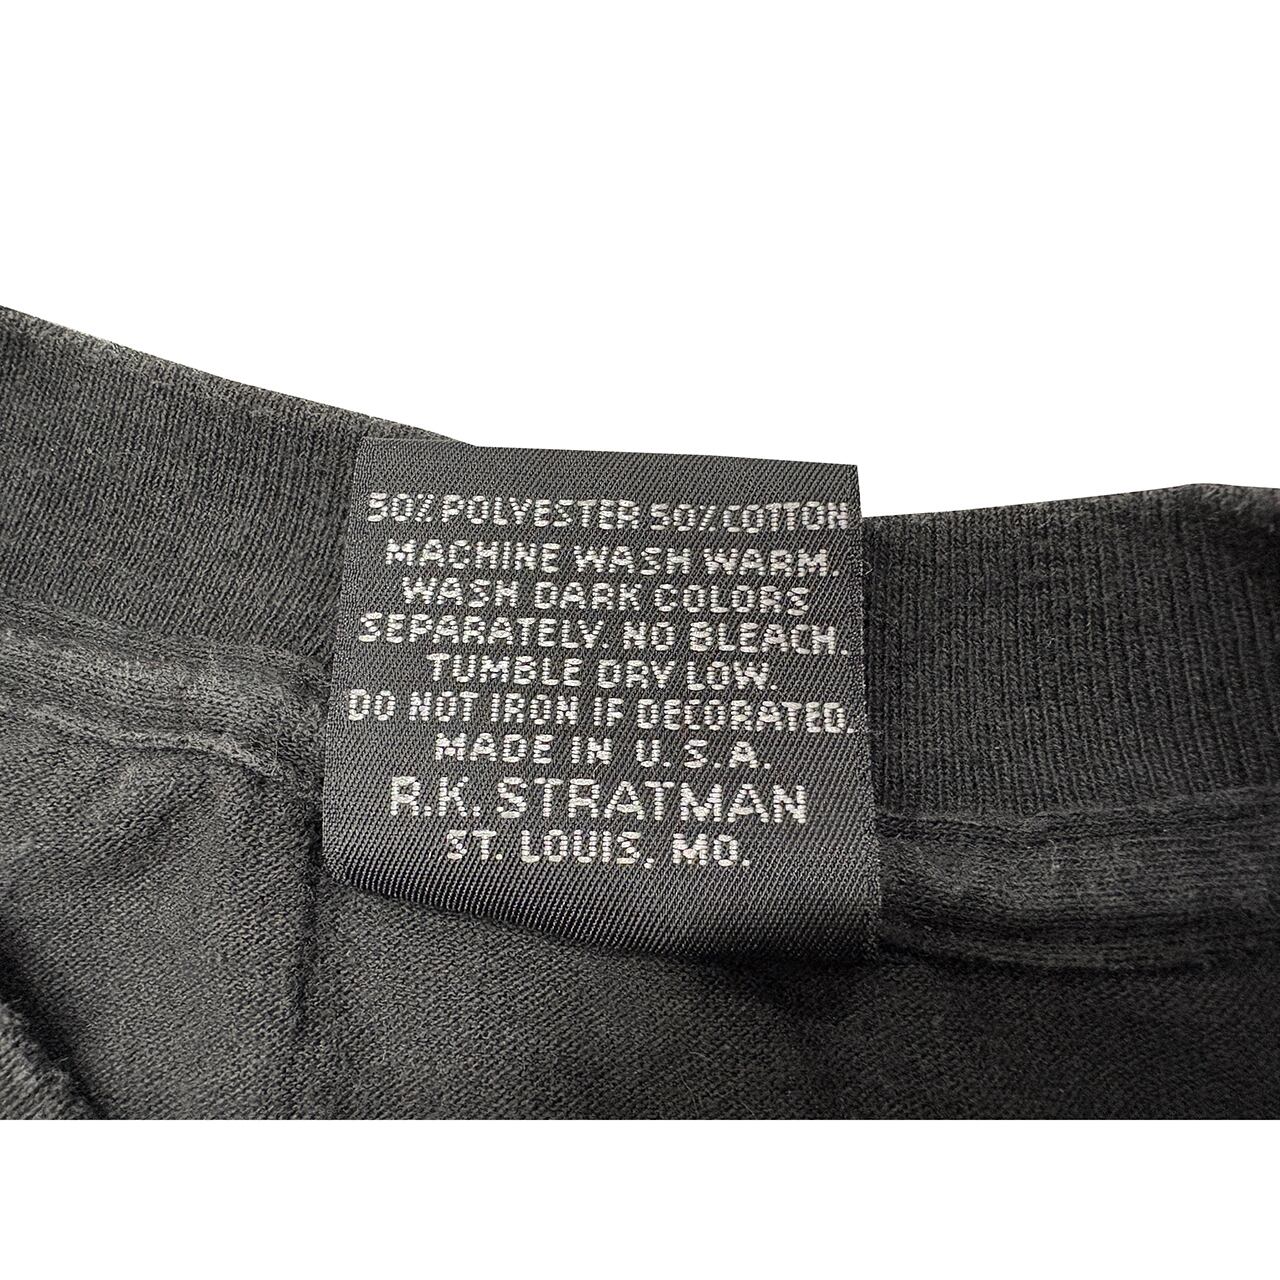 50% POLYESTER 50% COTTON
MACHINE WASH WARM.
WASH DARK COLORS
SEPARATELY. NO BLEACH.
TUMBLE DRY LOW.
DO NOT IRON IF DECORATED.
MADE IN U.S.A.
R.K. STRATMAN
ST. LOUIS, MO.